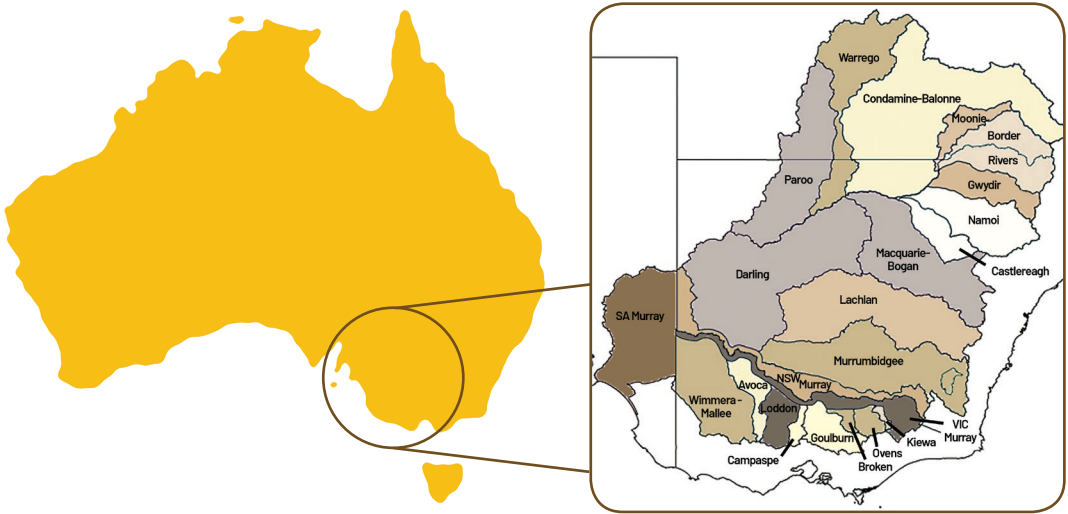 Warrego
Condamine-Balonne
Moonie
Border
Rivers
Paroo
Gwydir
Namoi
Castlereagh
Macquarie-
Bogan
Darling
Lachlan
SA Murray
Murrumbidgee
NSW Murray
Avoca
Wimmera-
Mallee
Loddon
Goulburn
Campaspe
Broken
Ovens
Kiewa
VIC
Murray